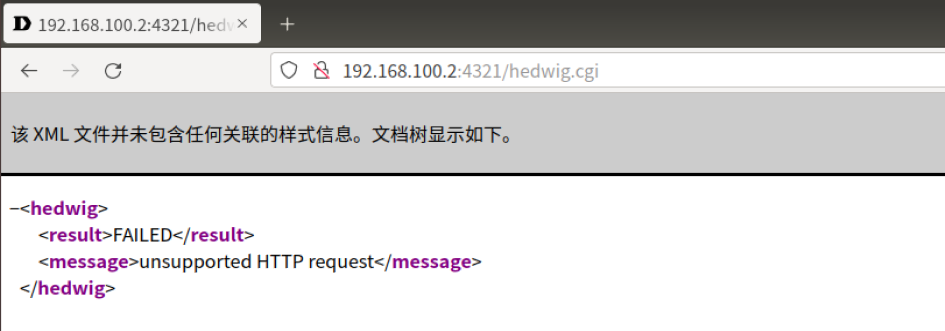 192.168.100.2:4321/hedw
192.168.100.2:4321/hedwig.cgi
该 XML 文件并未包含任何关联的样式信息。文档树显示如下。
−<hedwig>
<result>FAILED</result>
<message>unsupported HTTP request</message>
</hedwig>